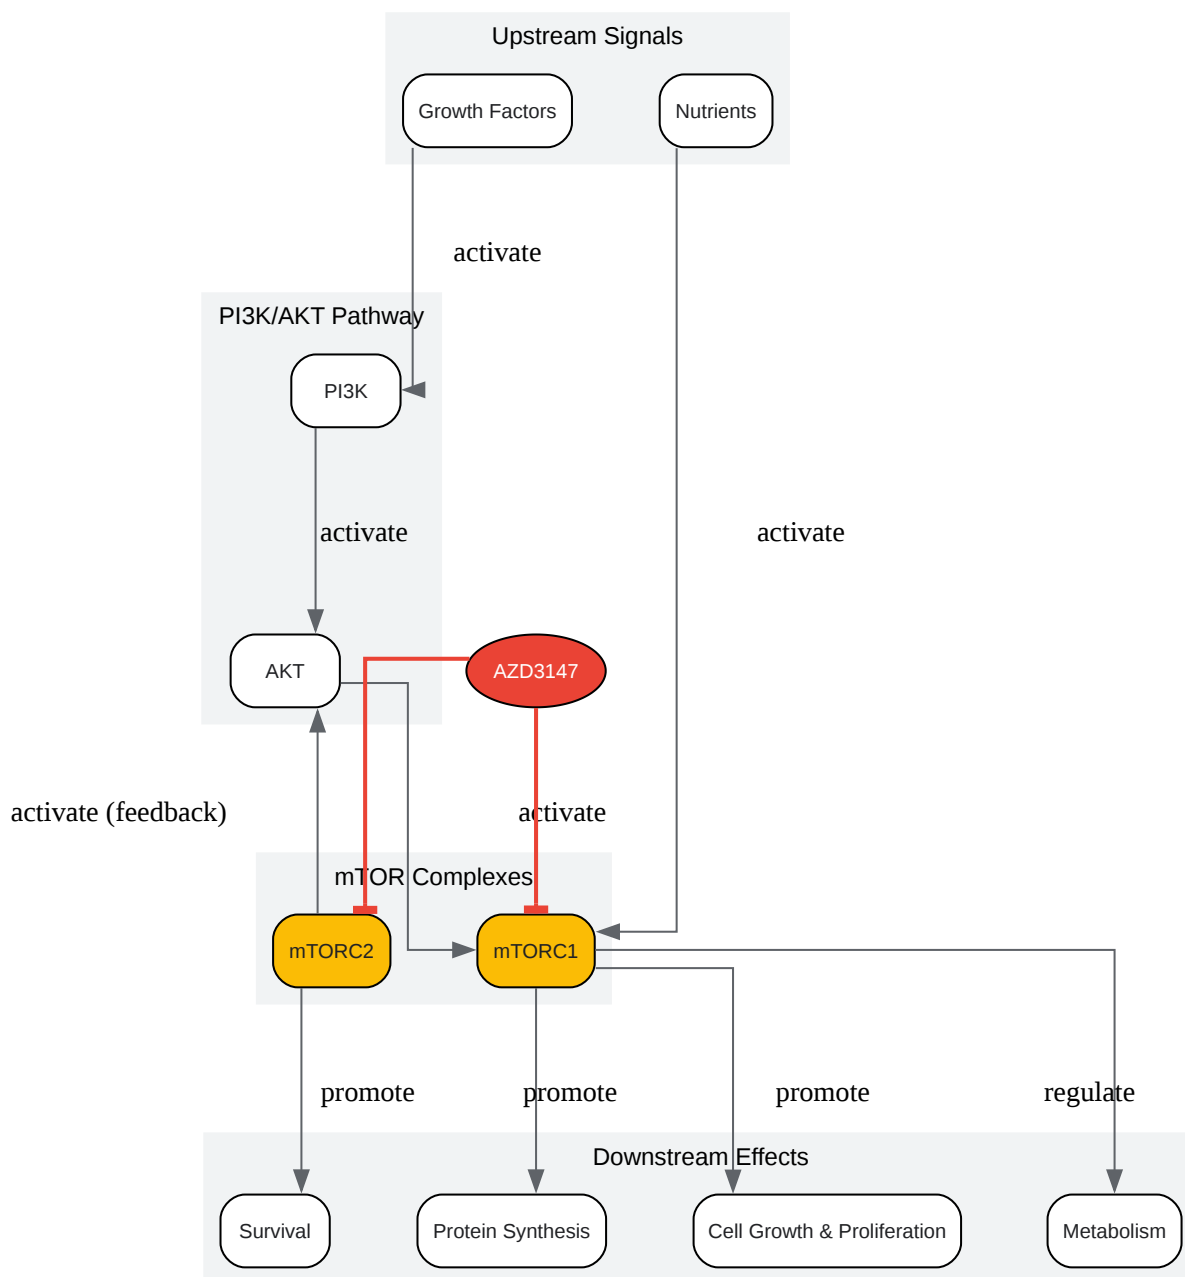 Upstream Signals
Growth Factors
Nutrients
activate
PI3K/AKT Pathway
PI3K
activate
activate
AKT
AZD3147
activate (feedback)
activate
mTOR Complexes
mTORC2
mTORC1
promote
promote
promote
regulate
Downstream Effects
Survival
Protein Synthesis
Cell Growth & Proliferation
Metabolism